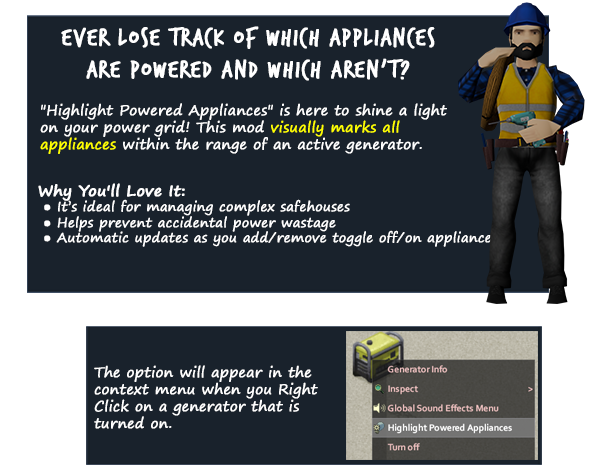 EVER LOSE TRACK OF WHICH APPLIANCES
ARE POWERED AND WHICH AREN'T?
"Highlight Powered Appliances" is here to shine a light
on your power grid! This mod visually marks all
appliances within the range of an active generator.
Why You'll Love It:
• It's ideal for managing complex safehouses
• Helps prevent accidental power wastage
• Automatic updates as you add/remove toggle off/on appliance
The option will appear in the
context menu when you Right
Click on a generator that is
turned on.
Generator Info
Inspect >
Global Sound Effects Menu
Highlight Powered Appliances
Turn off